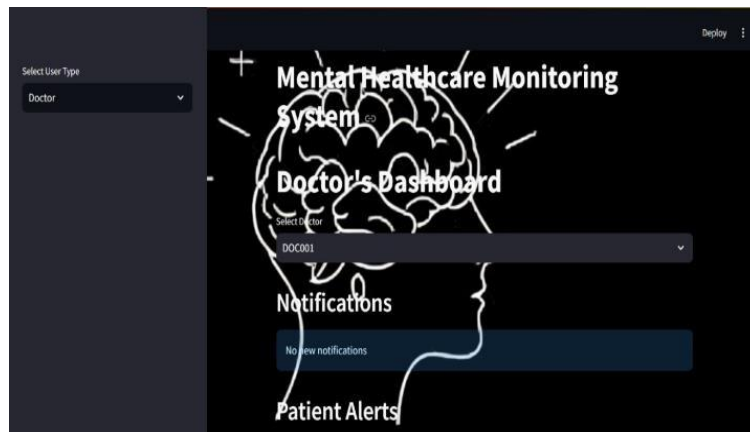 Deploy
Select User Type
Doctor
Mental Healthcare Monitoring
System
Doctor's Dashboard
Select Doctor
DOC001
Notifications
No new notifications
Patient Alerts